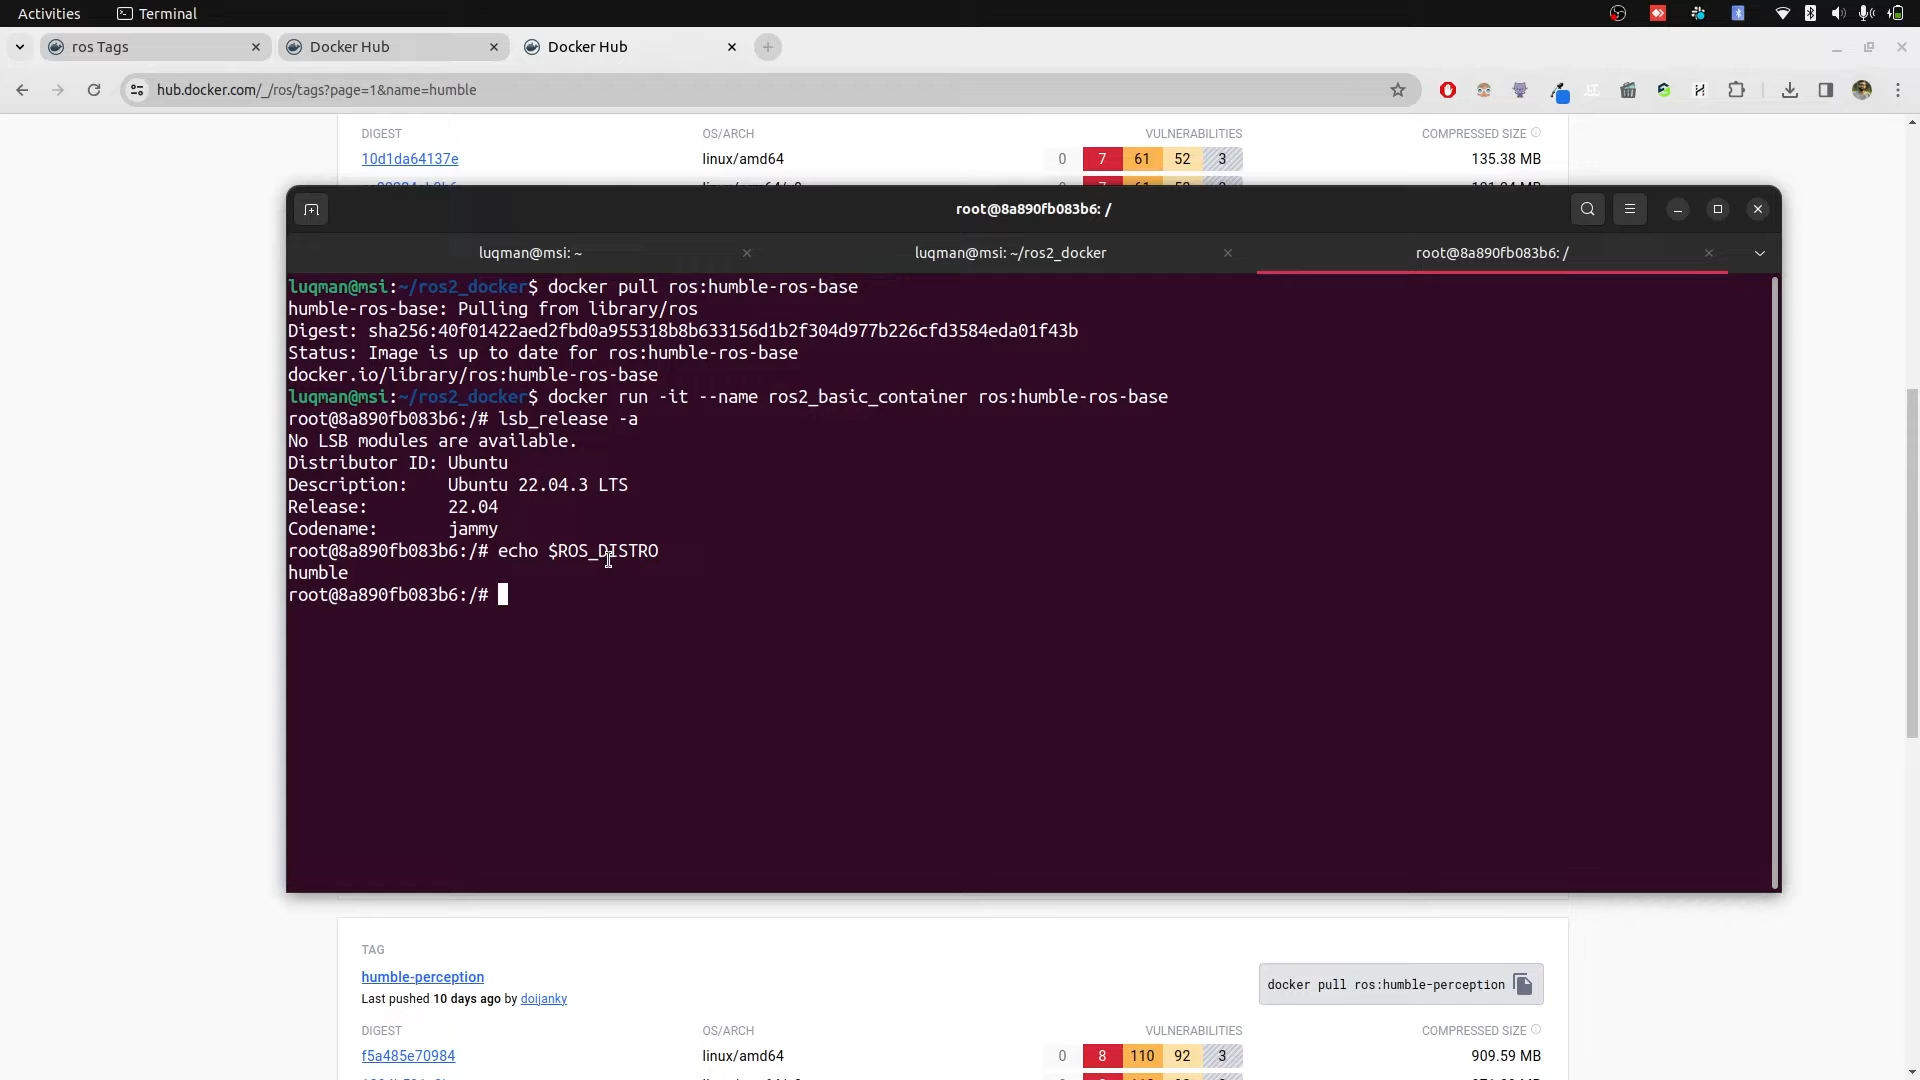 Activities
Terminal
ros Tags
Docker Hub
Docker Hub
hub.docker.com/_/ros/tags?page=1&name=humble
DIGEST OS/ARCH VULNERABILITIES COMPRESSED SIZE
10d1da64137e linux/amd64 0 7 61 52 3 135.38 MB
root@8a890fb083b6: /
luqman@msi: ~
luqman@msi: ~/ros2_docker
root@8a890fb083b6: /
luqman@msi:~/ros2_docker$ docker pull ros:humble-ros-base
humble-ros-base: Pulling from library/ros
Digest: sha256:40f01422aed2fbd0a955318b8b633156d1b2f304d977b226cfd3584eda01f43b
Status: Image is up to date for ros:humble-ros-base
docker.io/library/ros:humble-ros-base
luqman@msi:~/ros2_docker$ docker run -it --name ros2_basic_container ros:humble-ros-base
root@8a890fb083b6:/# lsb_release -a
No LSB modules are available.
Distributor ID: Ubuntu
Description:    Ubuntu 22.04.3 LTS
Release:        22.04
Codename:       jammy
root@8a890fb083b6:/# echo $ROS_DISTRO
humble
root@8a890fb083b6:/#
TAG
humble-perception
docker pull ros:humble-perception
Last pushed 10 days ago by doijanky
DIGEST OS/ARCH VULNERABILITIES COMPRESSED SIZE
f5a485e70984 linux/amd64 0 8 110 92 3 909.59 MB